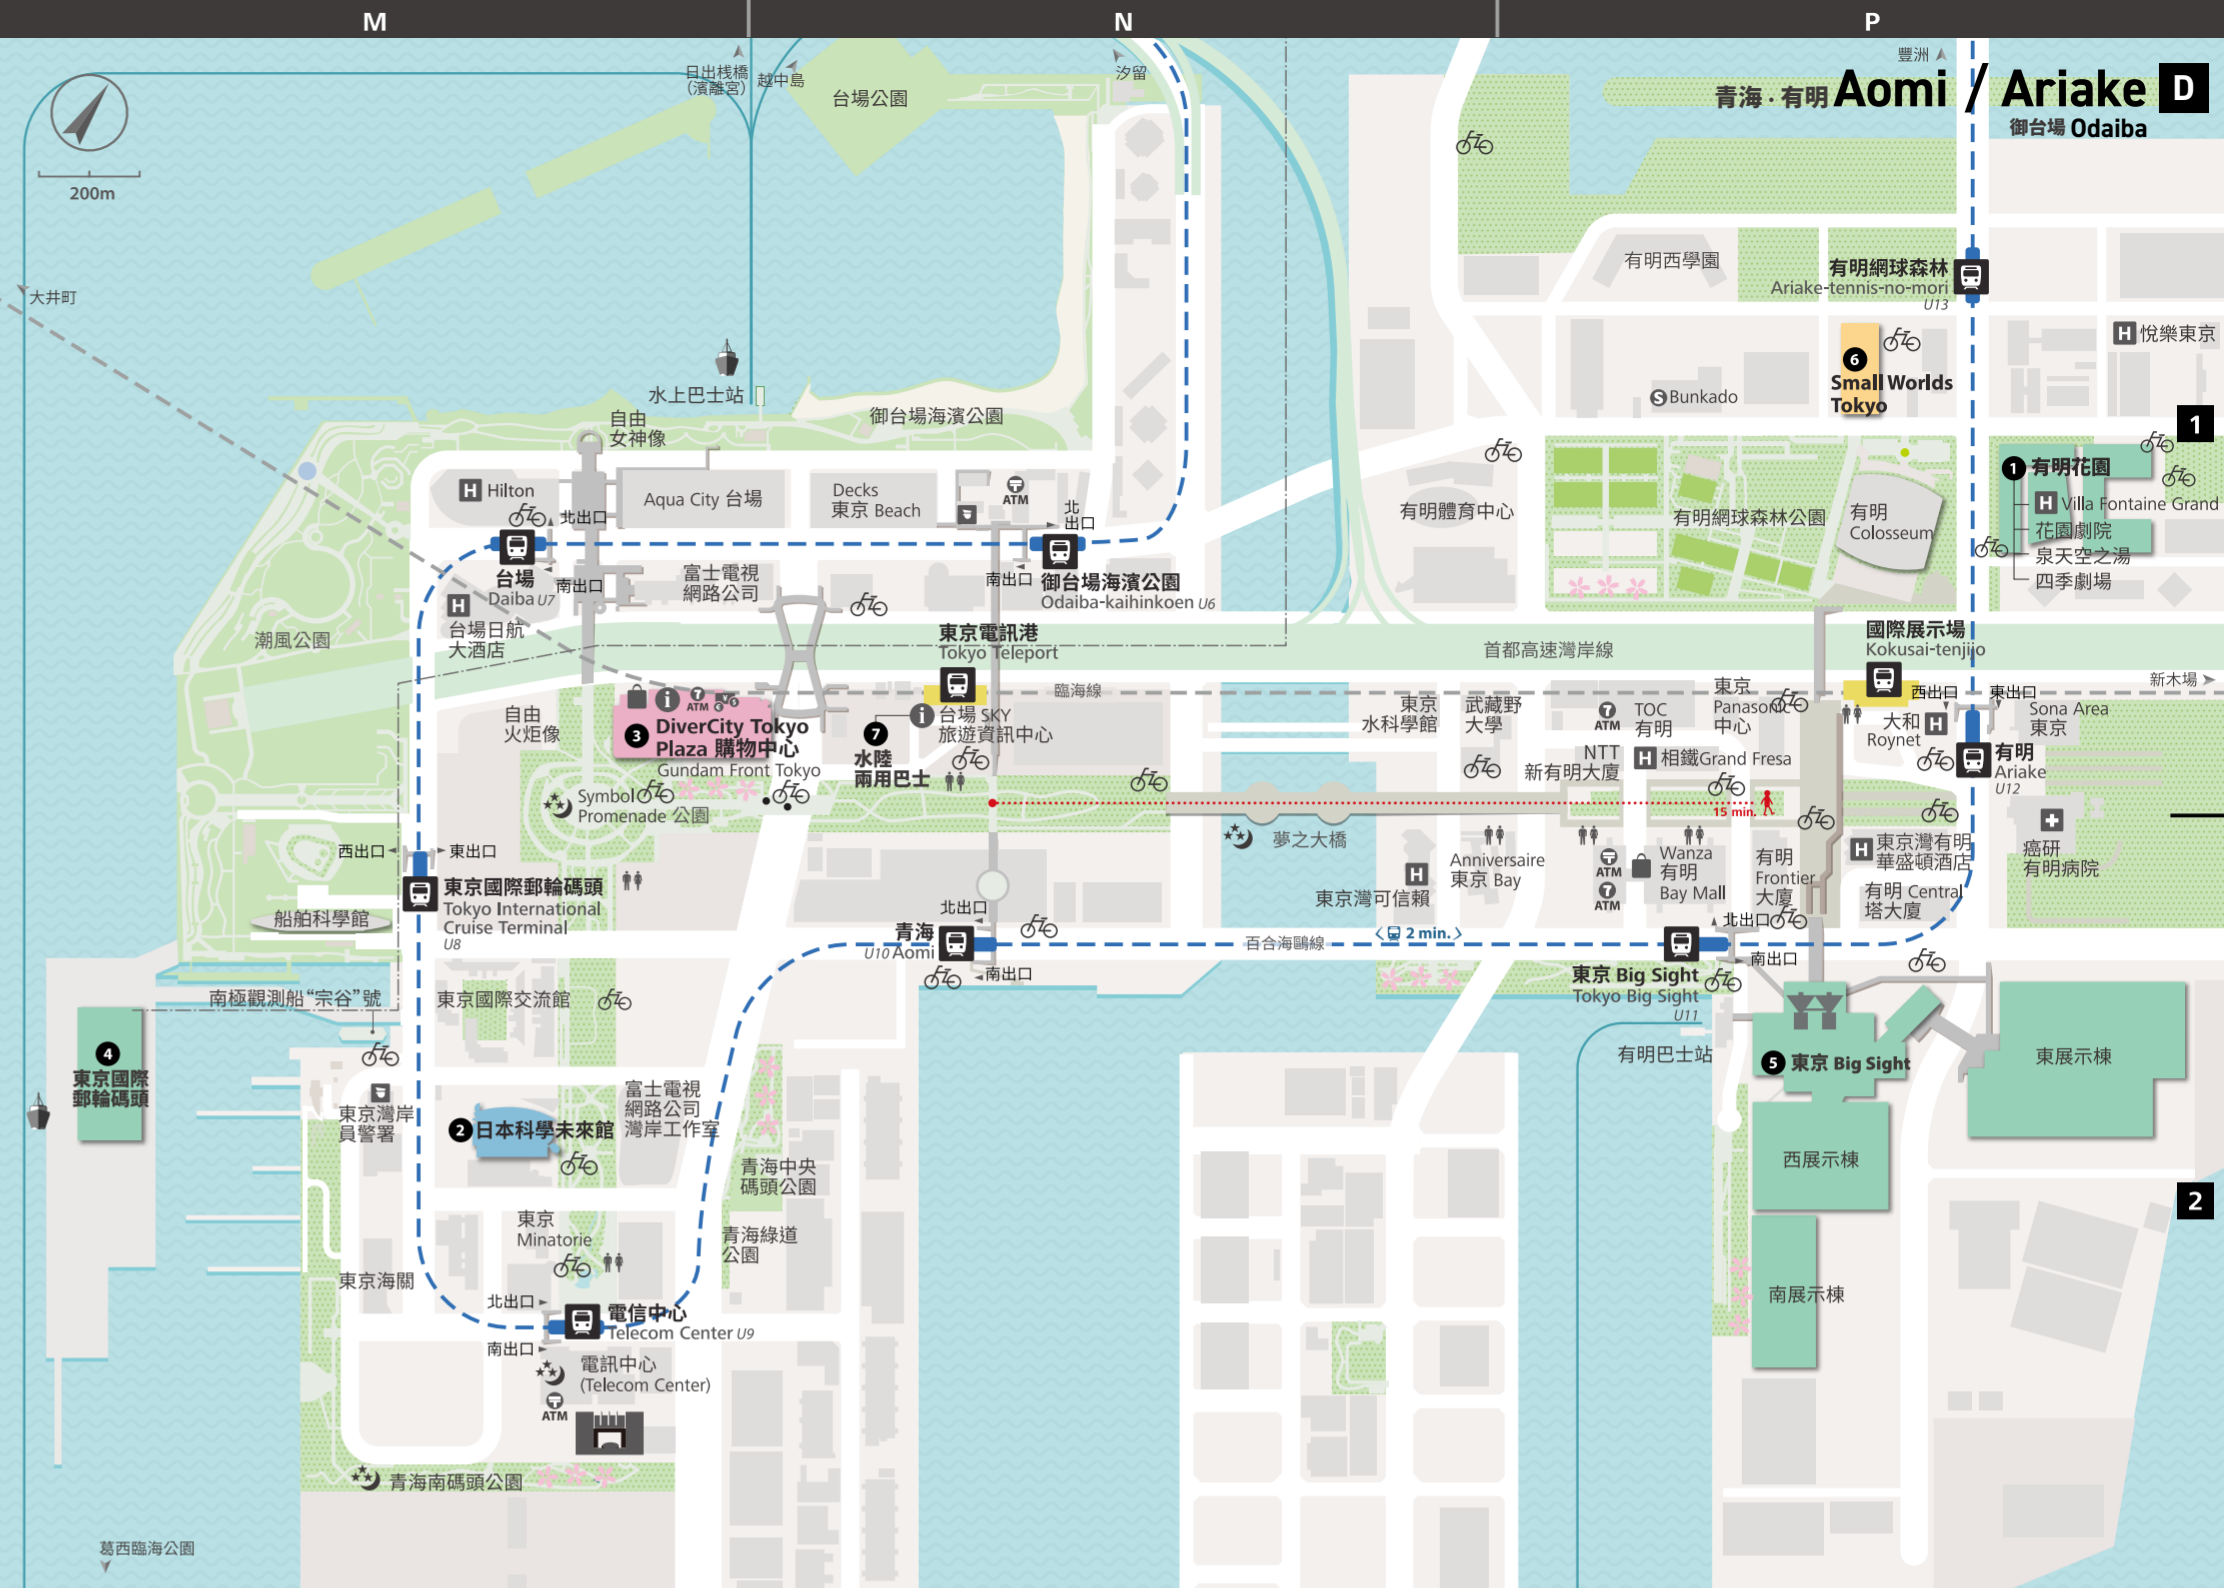 M
N
P
日出桟橋
(濱離宮)
越中島
台場公園
汐留
豐洲
青海 · 有明 Aomi / Ariake D
御台場 Odaiba
200m
大井町
有明西學園
有明網球森林
Ariake-tennis-no-mori
U13
H 悅樂東京
6
Small Worlds
Tokyo
S Bunkado
水上巴士站
自由
女神像
御台場海濱公園
1
H Hilton
Aqua City 台場
Decks
東京 Beach
ATM
北
出口
北出口
有明體育中心
有明網球森林公園
有明
Colosseum
1 有明花園
H Villa Fontaine Grand
花園劇院
泉天空之湯
四季劇場
台場
Daiba U7
南出口
富士電視
網路公司
南出口
御台場海濱公園
Odaiba-kaihinkoen U6
H
台場日航
大酒店
潮風公園
東京電訊港
Tokyo Teleport
首都高速灣岸線
國際展示場
Kokusai-tenjijo
臨海線
新木場
自由
火炬像
i
7
ATM
3 DiverCity Tokyo
Plaza 購物中心
Gundam Front Tokyo
7
水陸
兩用巴士
i 台場 SKY
旅遊資訊中心
東京
水科學館
武藏野
大學
7
ATM
TOC
有明
東京
Panasonic
中心
NTT
新有明大廈
H 相鐵Grand Fresa
西出口
東出口
大和 H
Roynet
Sona Area
東京
有明
Ariake
U12
Symbol
Promenade 公園
15 min.
夢之大橋
西出口
東出口
東京國際郵輪碼頭
Tokyo International
Cruise Terminal
U8
船舶科學館
H
東京灣可信賴
Anniversaire
東京 Bay
ATM
7
ATM
Wanza
有明
Bay Mall
有明
Frontier
大廈
H 東京灣有明
華盛頓酒店
有明 Central
塔大廈
癌研
有明病院
北出口
青海
U10 Aomi
南出口
百合海鷗線
2 min.
北出口
南出口
東京 Big Sight
Tokyo Big Sight
U11
南極觀測船“宗谷”號
東京國際交流館
有明巴士站
5 東京 Big Sight
東展示棟
4
東京國際
郵輪碼頭
東京灣岸
員警署
2 日本科學未來館
富士電視
網路公司
灣岸工作室
青海中央
碼頭公園
西展示棟
2
東京
Minatorie
青海綠道
公園
東京海關
南展示棟
北出口
電信中心
Telecom Center U9
南出口
電訊中心
(Telecom Center)
ATM
青海南碼頭公園
葛西臨海公園